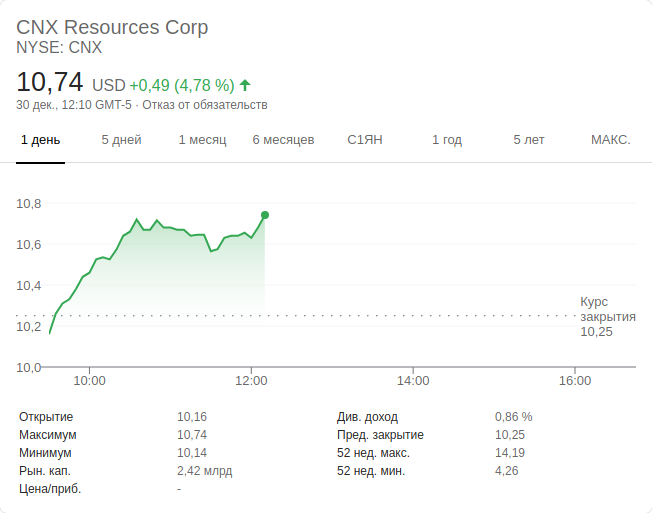 CNX Resources Corp
NYSE: CNX
10,74 USD +0,49 (4,78 %)
30 дек., 12:10 GMT-5 · Отказ от обязательств
1 день 5 дней 1 месяц 6 месяцев С1ЯН 1 год 5 лет МАКС.
10,8
10,6
10,4
Курс
закрытия
10,2
10,25
10,0
10:00 12:00 14:00 16:00
Открытие 10,16 Див. доход 0,86 %
Максимум 10,74 Пред. закрытие 10,25
Минимум 10,14 52 нед. макс. 14,19
Рын. кап. 2,42 млрд 52 нед. мин. 4,26
Цена/приб. -